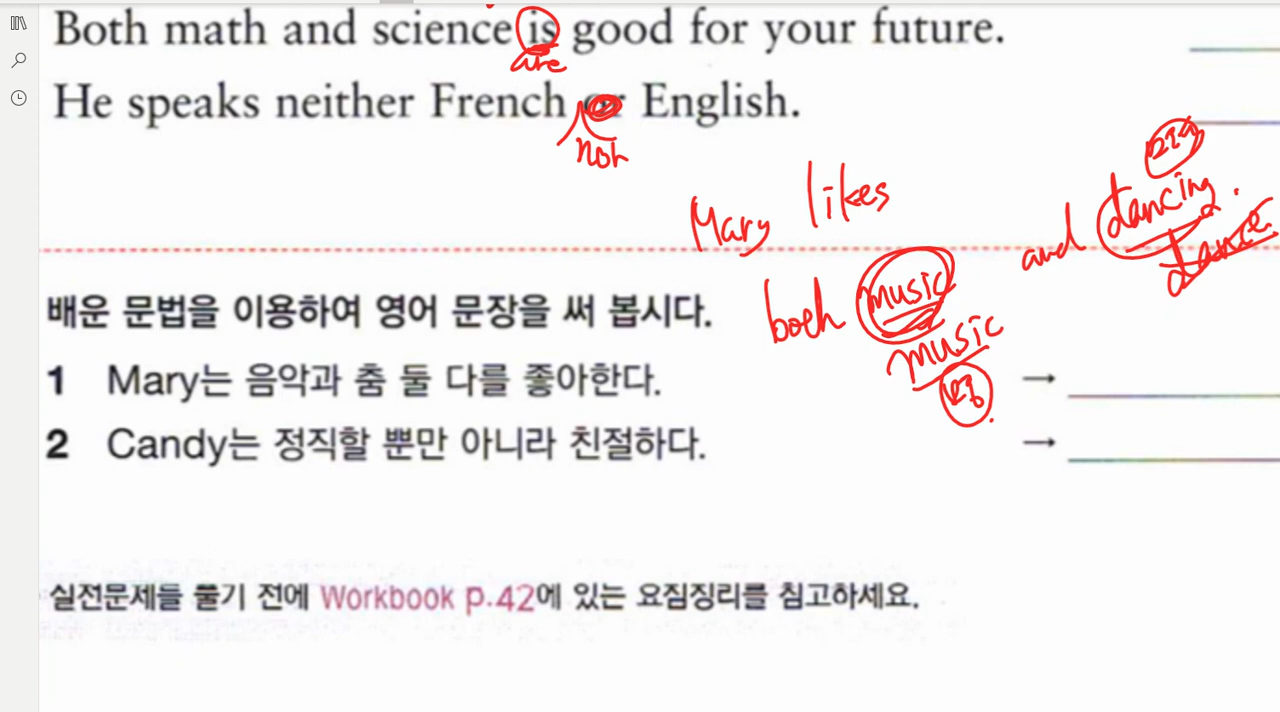 Both math and science is good for your future.
are
He speaks neither French or English.
nor
Mary likes
both music and dancing.
dance
music
배운 문법을 이용하여 영어 문장을 써 봅시다.
1 Mary는 음악과 춤 둘 다를 좋아한다. →
2 Candy는 정직할 뿐만 아니라 친절하다. →
실전문제들 풀기 전에 Workbook p.42에 있는 요점정리를 참고하세요.